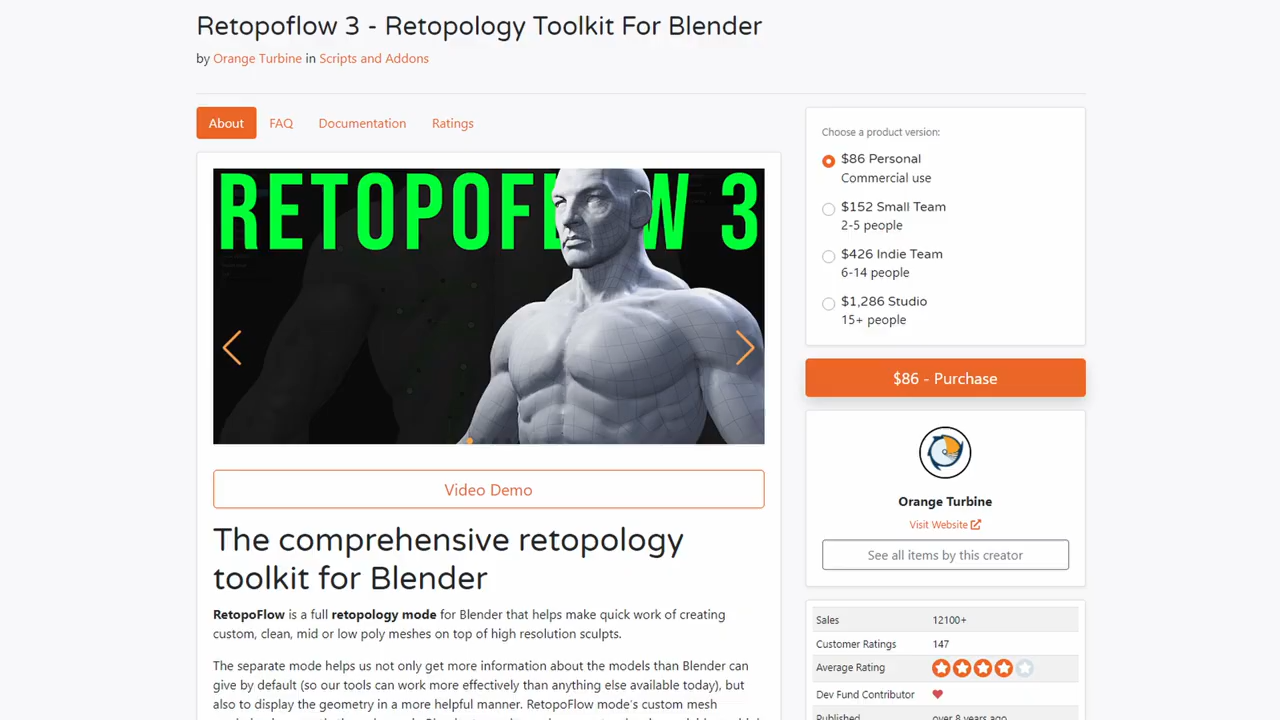 Retopoflow 3 - Retopology Toolkit For Blender
by Orange Turbine in Scripts and Addons
About
FAQ
Documentation
Ratings
RETOPOFLOW 3
Video Demo
The comprehensive retopology
toolkit for Blender
RetopoFlow is a full retopology mode for Blender that helps make quick work of creating
custom, clean, mid or low poly meshes on top of high resolution sculpts.
The separate mode helps us not only get more information about the models than Blender can
give by default (so our tools can work more effectively than anything else available today), but
also to display the geometry in a more helpful manner. RetopoFlow mode's custom mesh
Choose a product version:
$86 Personal
Commercial use
$152 Small Team
2-5 people
$426 Indie Team
6-14 people
$1,286 Studio
15+ people
$86 - Purchase
Orange Turbine
Visit Website
See all items by this creator
Sales 12100+
Customer Ratings 147
Average Rating
Dev Fund Contributor
Published over 8 years ago